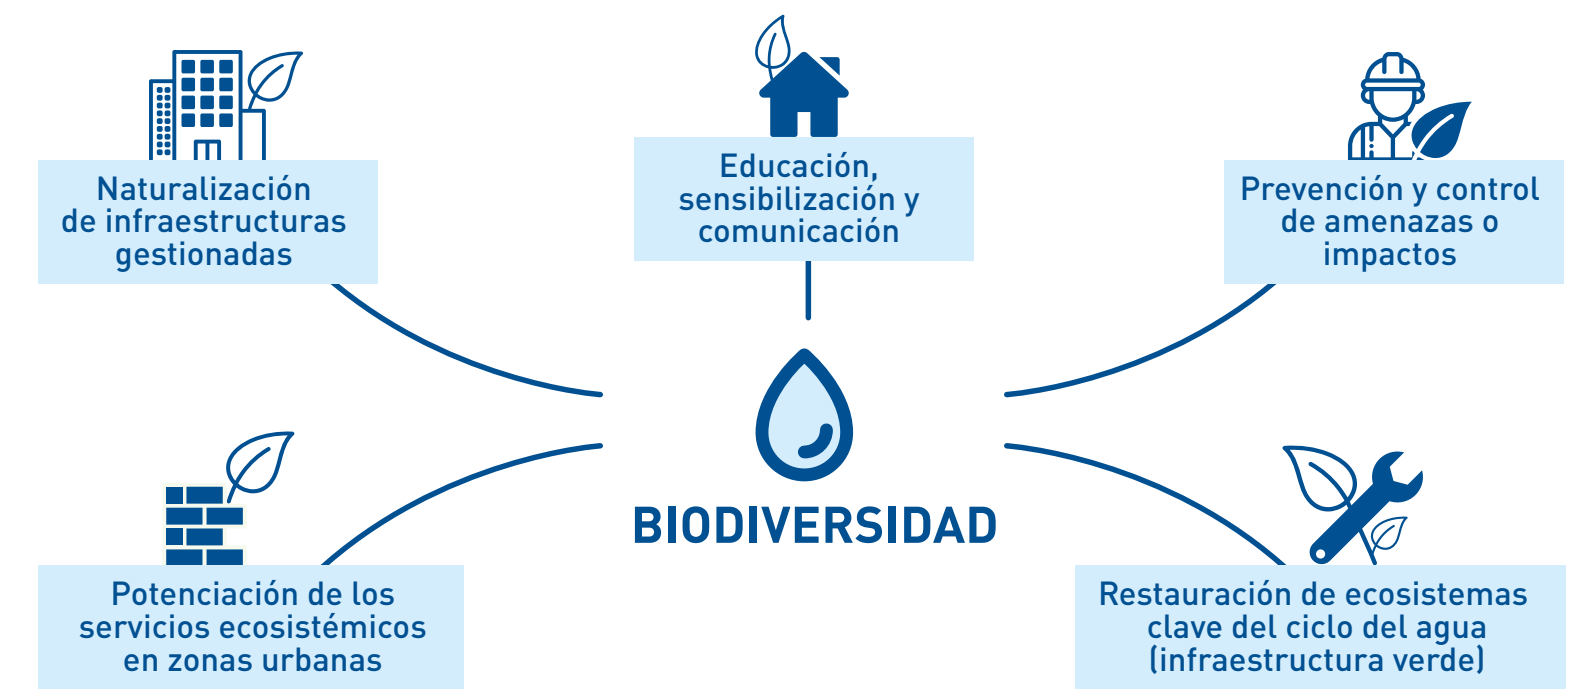 Naturalización
de infraestructuras
gestionadas
Educación,
sensibilización y
comunicación
Prevención y control
de amenazas o
impactos
BIODIVERSIDAD
Potenciación de los
servicios ecosistémicos
en zonas urbanas
Restauración de ecosistemas
clave del ciclo del agua
(infraestructura verde)